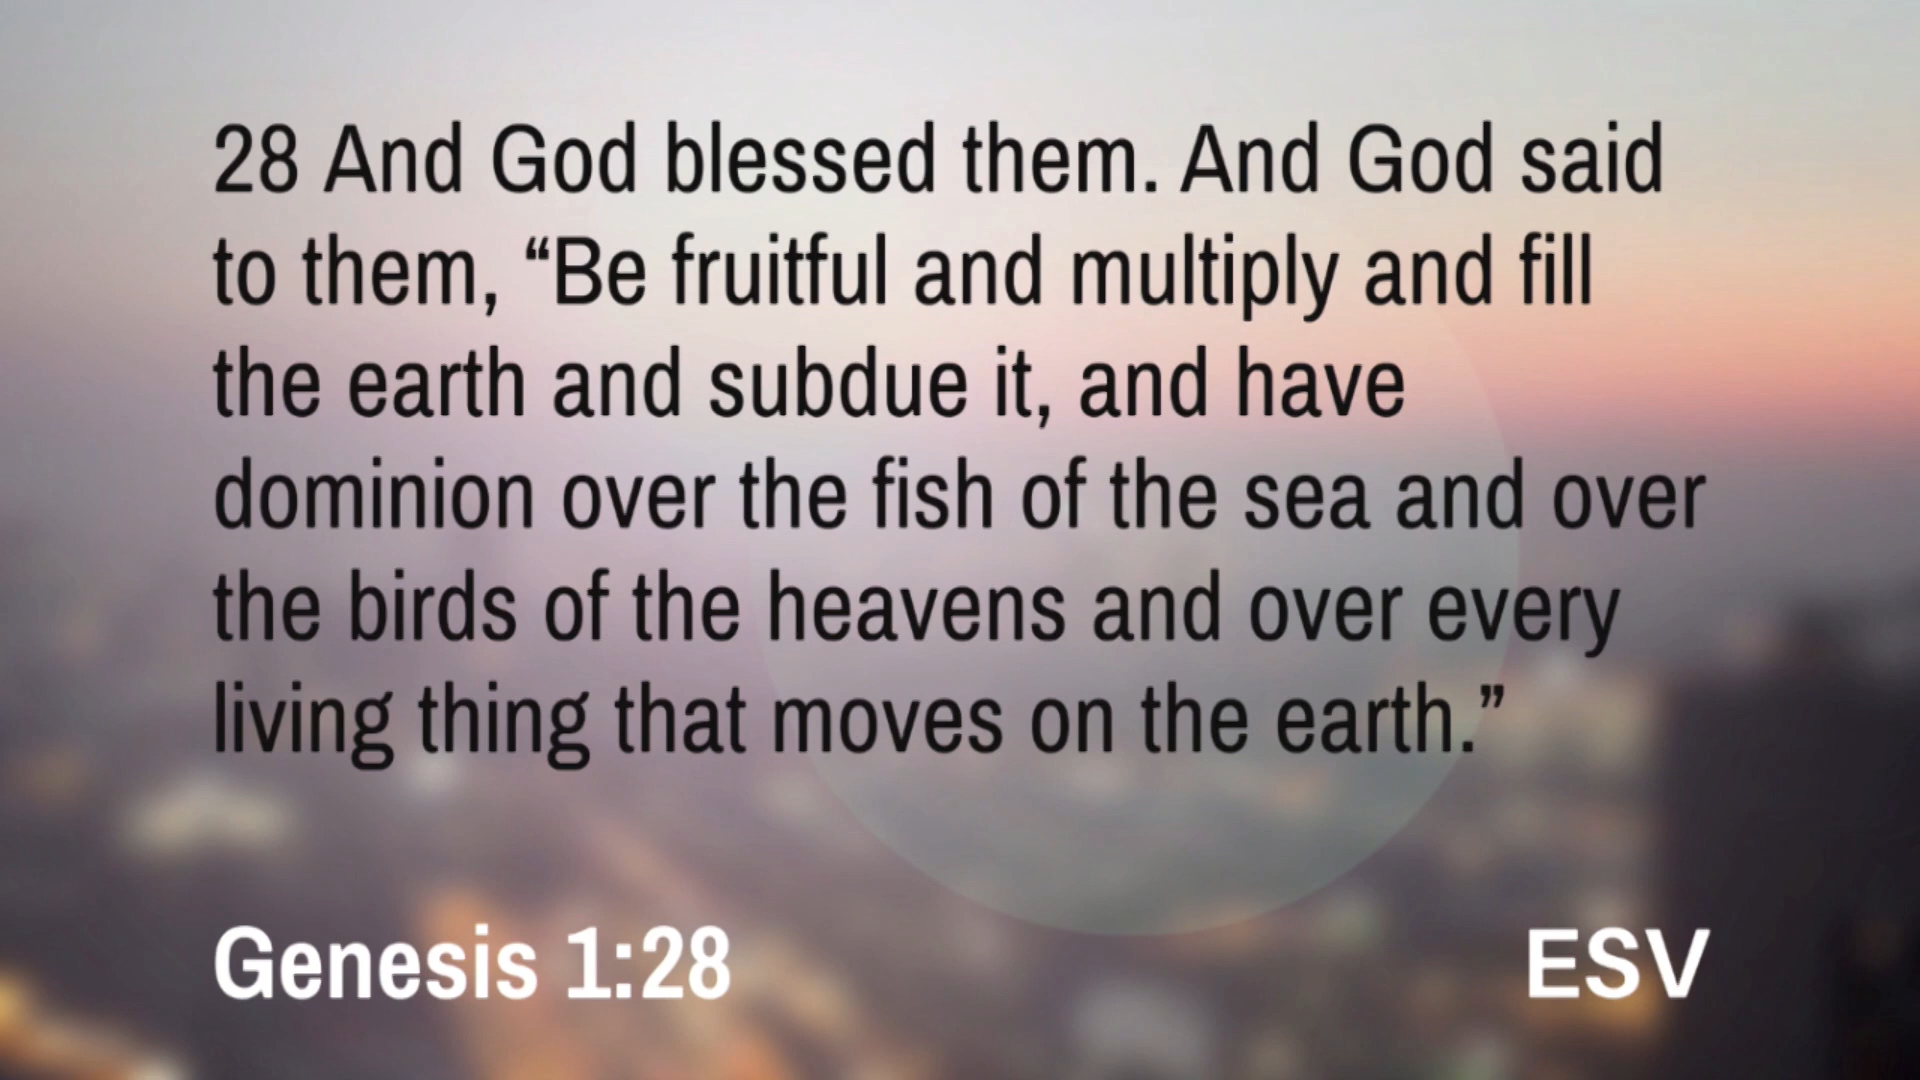 28 And God blessed them. And God said
to them, “Be fruitful and multiply and fill
the earth and subdue it, and have
dominion over the fish of the sea and over
the birds of the heavens and over every
living thing that moves on the earth.”
Genesis 1:28
ESV